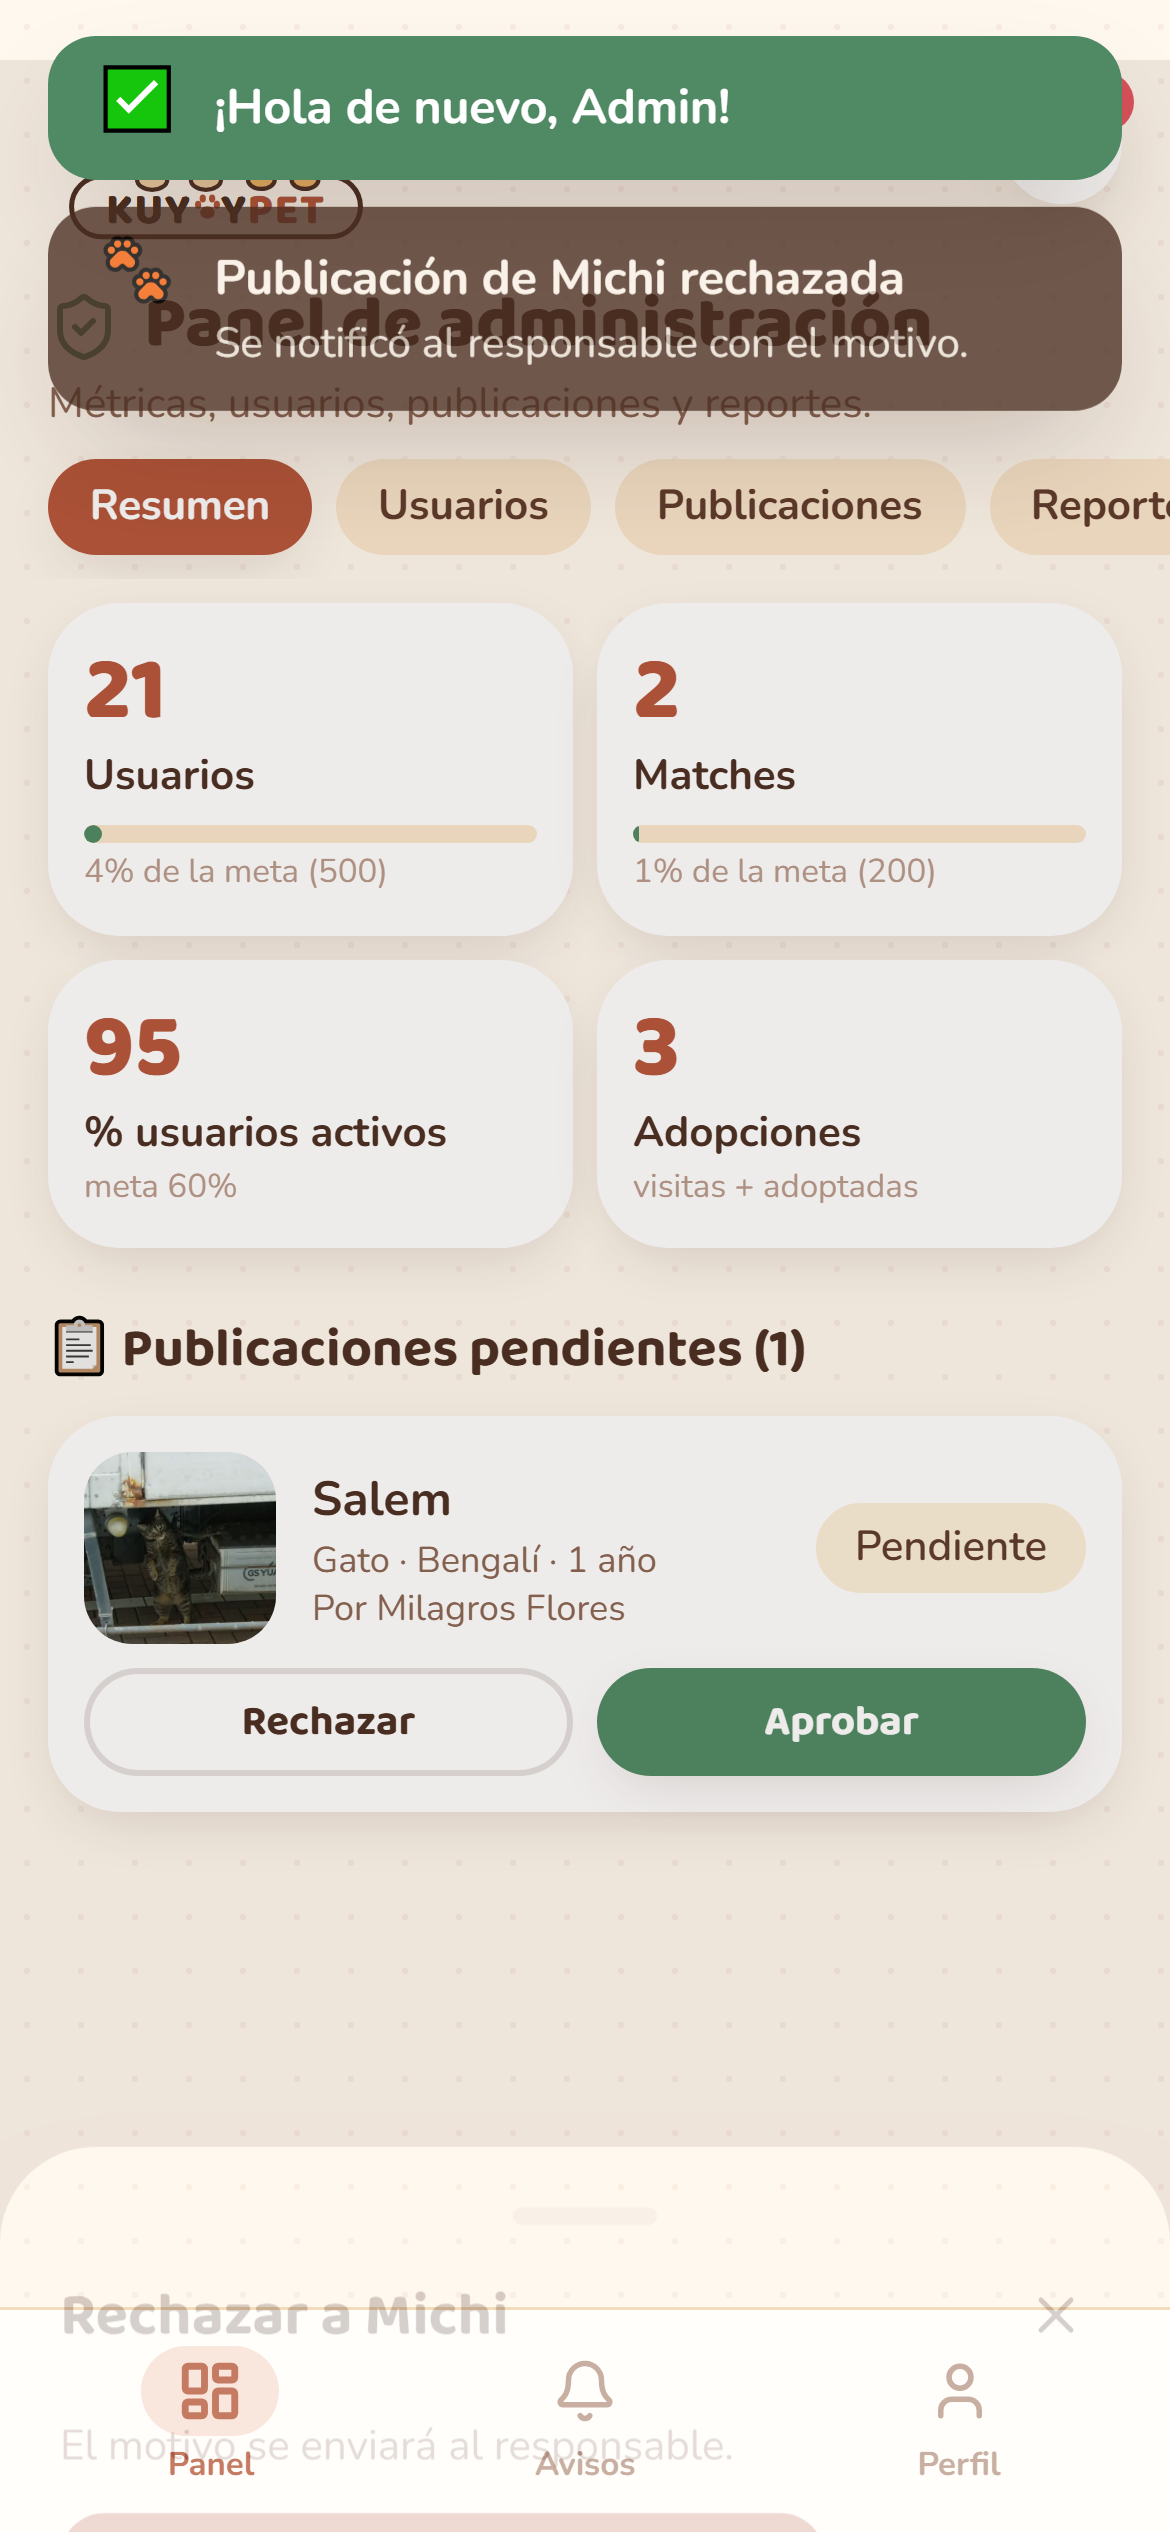 ¡Hola de nuevo, Admin!
KUY YPET
Publicación de Michi rechazada
Panel de administración
Se notificó al responsable con el motivo.
Métricas, usuarios, publicaciones y reportes.
Resumen
Usuarios
Publicaciones
Reporte
21
Usuarios
4% de la meta (500)
2
Matches
1% de la meta (200)
95
% usuarios activos
meta 60%
3
Adopciones
visitas + adoptadas
Publicaciones pendientes (1)
Salem
Gato · Bengalí · 1 año
Por Milagros Flores
Pendiente
Rechazar
Aprobar
Rechazar a Michi
El motivo se enviará al responsable.
Panel
Avisos
Perfil